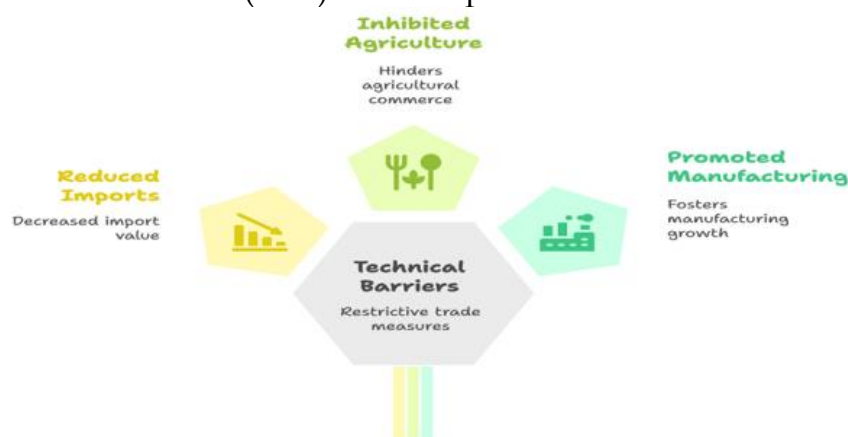 Inhibited
Agriculture
Hinders
agricultural
commerce
Reduced
Imports
Decreased import
value
Promoted
Manufacturing
Fosters
manufacturing
growth
Technical
Barriers
Restrictive trade
measures